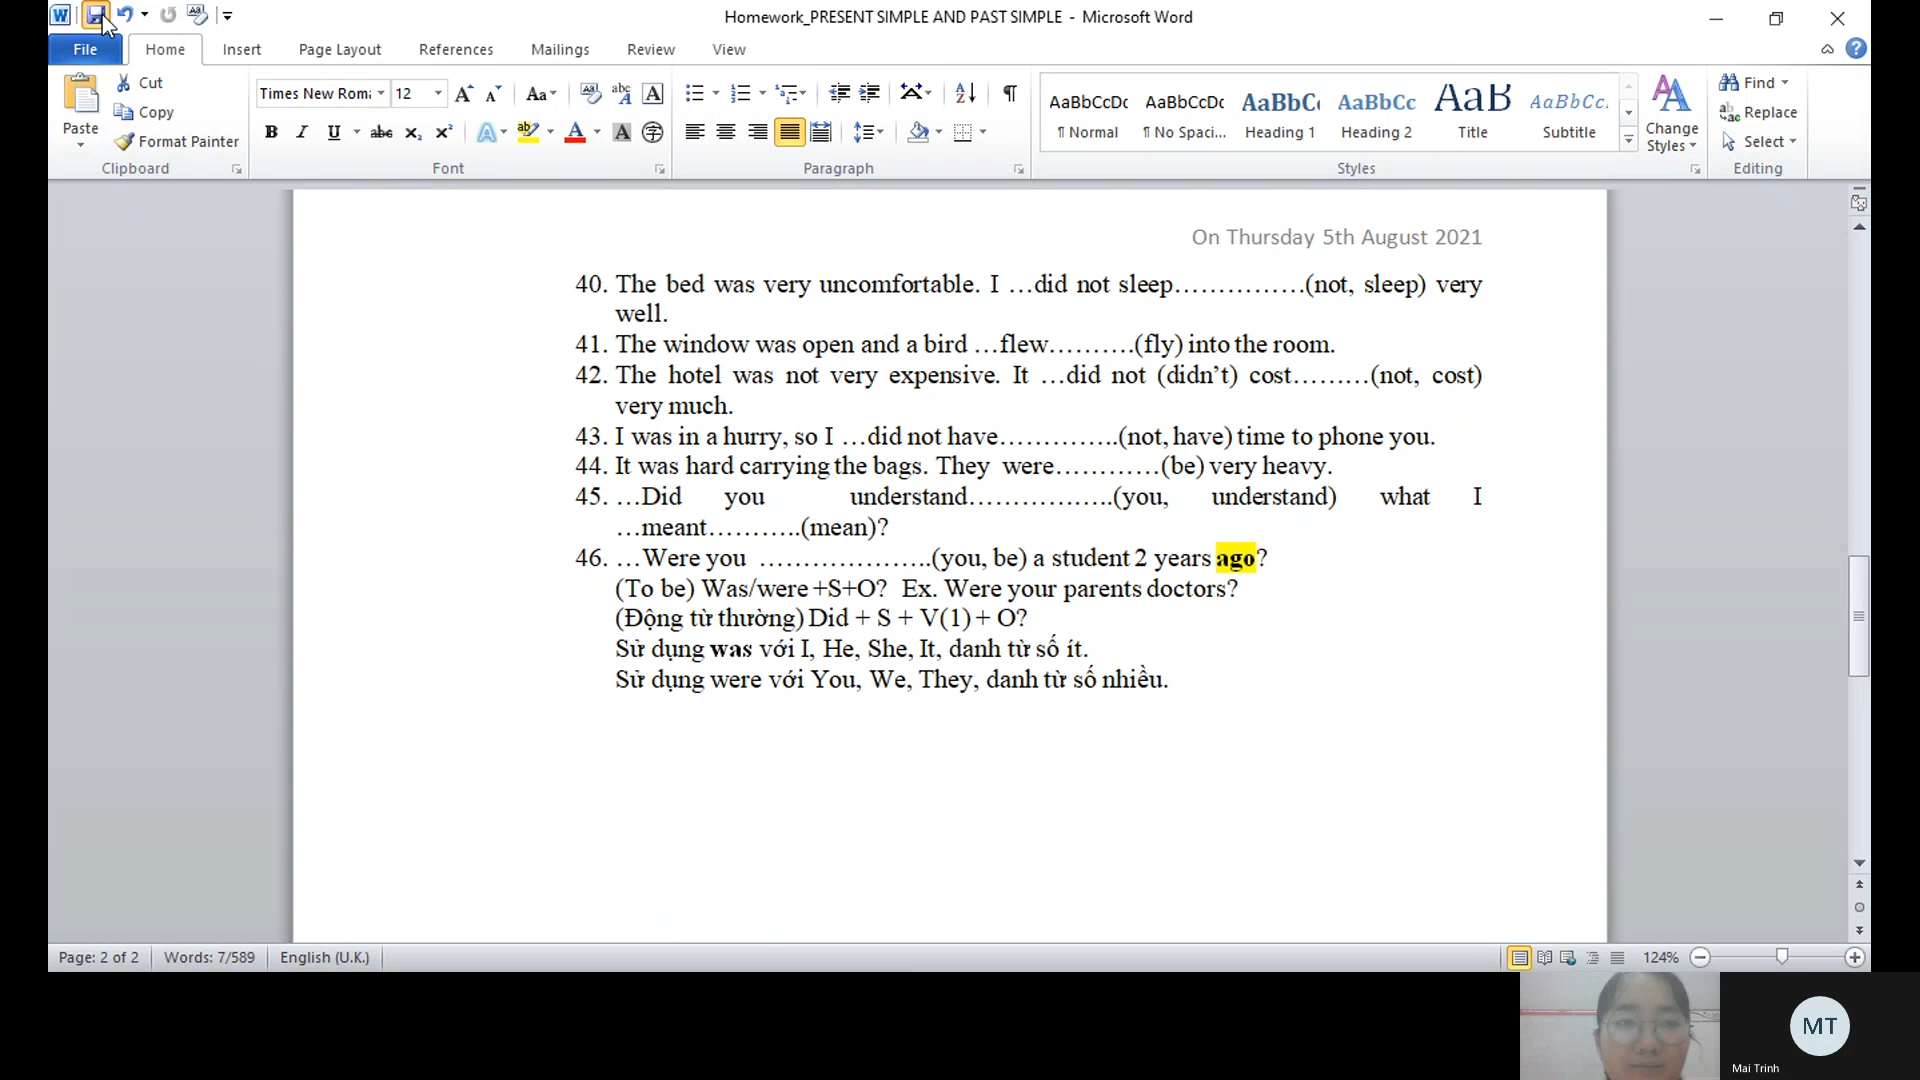 Homework_PRESENT SIMPLE AND PAST SIMPLE - Microsoft Word
File Home Insert Page Layout References Mailings Review View
Paste
Cut
Copy
Format Painter
Clipboard
Times New Roma 12
Font
Paragraph
AaBbCcDc AaBbCcDc AaBbC AaBbCc AaB AaBbCc.
¶ Normal ¶ No Spaci... Heading 1 Heading 2 Title Subtitle
Change
Styles
Styles
Find
Replace
Select
Editing
On Thursday 5th August 2021
40. The bed was very uncomfortable. I …did not sleep……………(not, sleep) very
well.
41. The window was open and a bird …flew……….(fly) into the room.
42. The hotel was not very expensive. It …did not (didn’t) cost………(not, cost)
very much.
43. I was in a hurry, so I …did not have…………..(not, have) time to phone you.
44. It was hard carrying the bags. They were…………(be) very heavy.
45. …Did you understand……………..(you, understand) what I
…meant………..(mean)?
46. …Were you ………………..(you, be) a student 2 years ago?
(To be) Was/were +S+O? Ex. Were your parents doctors?
(Động từ thường) Did + S + V(1) + O?
Sử dụng was với I, He, She, It, danh từ số ít.
Sử dụng were với You, We, They, danh từ số nhiều.
Page: 2 of 2 Words: 7/589 English (U.K.) 124%
MT
Mai Trinh